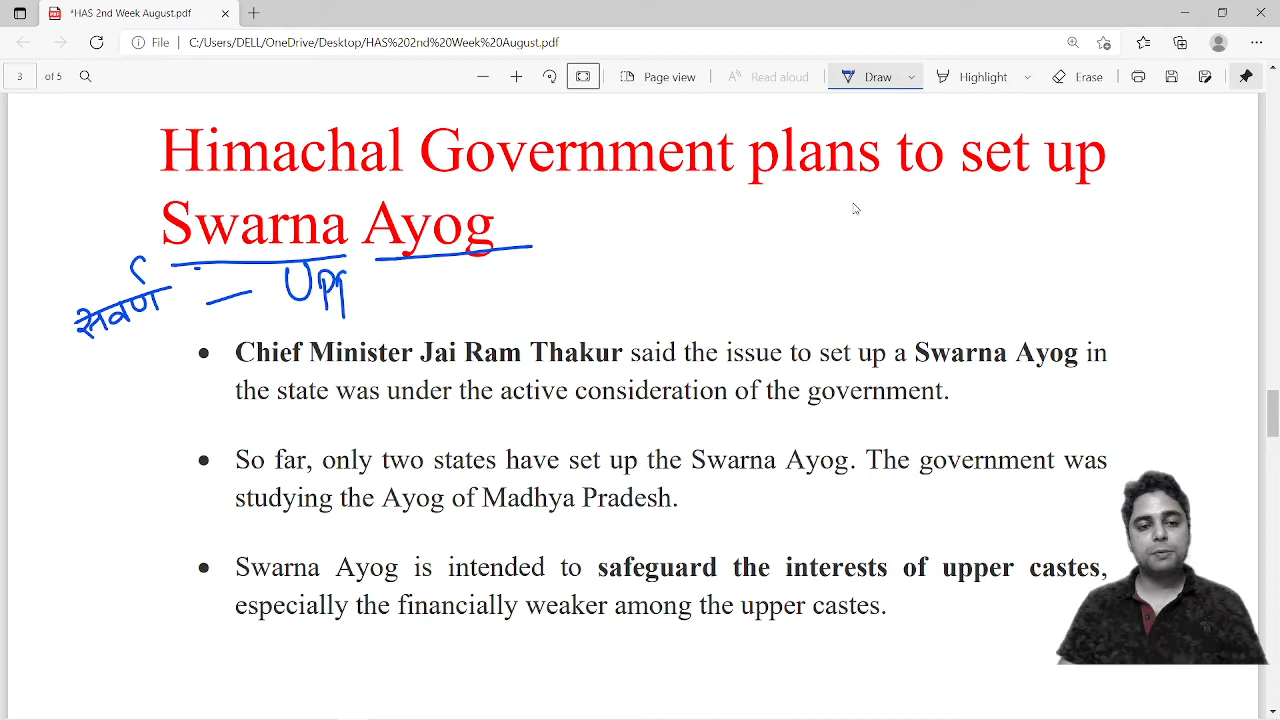 *HAS 2nd Week August.pdf
File C:/Users/DELL/OneDrive/Desktop/HAS%202nd%20Week%20August.pdf
3 of 5 Page view Read aloud Draw Highlight Erase
Himachal Government plans to set up
Swarna Ayog
सवर्ण — Upp
• Chief Minister Jai Ram Thakur said the issue to set up a Swarna Ayog in
the state was under the active consideration of the government.
• So far, only two states have set up the Swarna Ayog. The government was
studying the Ayog of Madhya Pradesh.
• Swarna Ayog is intended to safeguard the interests of upper castes,
especially the financially weaker among the upper castes.